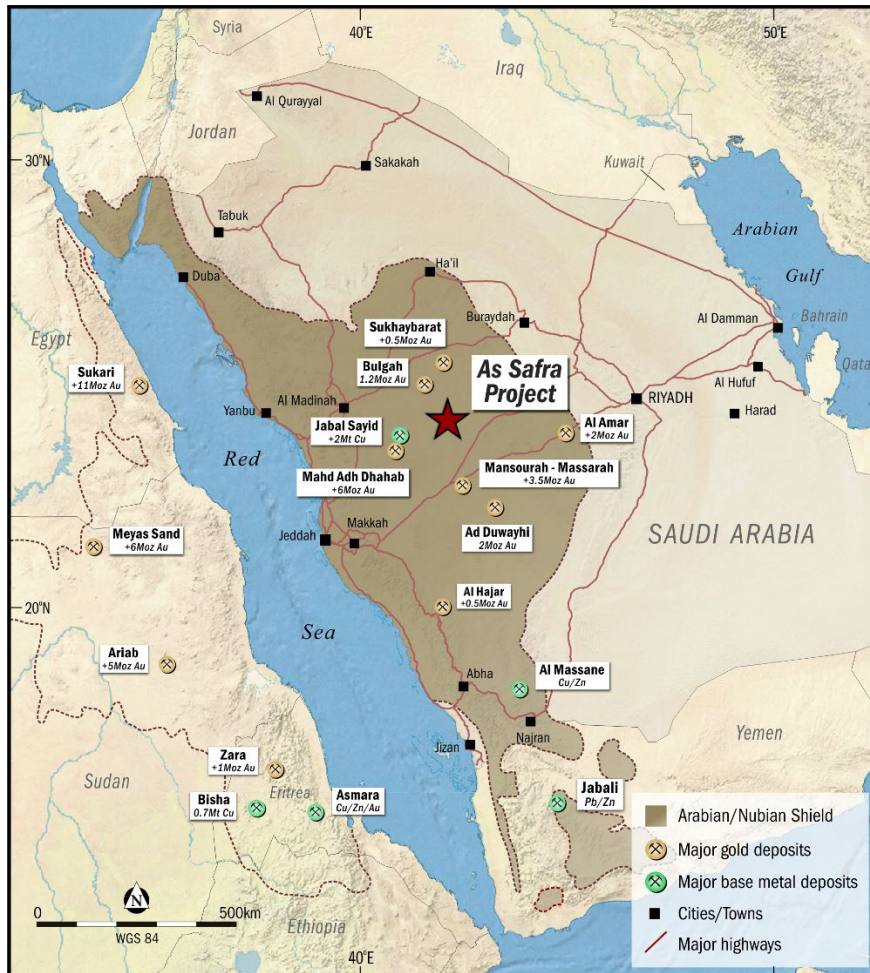 40°E
50°E
Syria
Iraq
Al Qurayyal
Jordan
30°N
Sakakah
Kuwait
Tabuk
Arabian
Gulf
Ha'il
Duba
Buraydah
Al Damman
Bahrain
Sukhaybarat
+0.5Moz Au
Egypt
Bulgah
1.2Moz Au
As Safra
Project
Qata
Sukari
+11Moz Au
Al Hufuf
Al Madinah
RIYADH
Harad
Yanbu
Jabal Sayid
+2Mt Cu
Al Amar
+2Moz Au
Red
Mahd Adh Dhahab
+6Moz Au
Mansourah - Massarah
+3.5Moz Au
Meyas Sand
+6Moz Au
Jeddah
Makkah
Ad Duwayhi
2Moz Au
SAUDI ARABIA
20°N
Al Hajar
+0.5Moz Au
Sea
Ariab
+5Moz Au
Abha
Al Massane
Cu/Zn
Najran
Yemen
Jizan
Zara
+1Moz Au
Sudan
Eritrea
Bisha
0.7Mt Cu
Asmara
Cu/Zn/Au
Jabali
Pb/Zn
Arabian/Nubian Shield
Major gold deposits
Major base metal deposits
Cities/Towns
Major highways
N
0
500km
WGS 84
Ethiopia
40°E